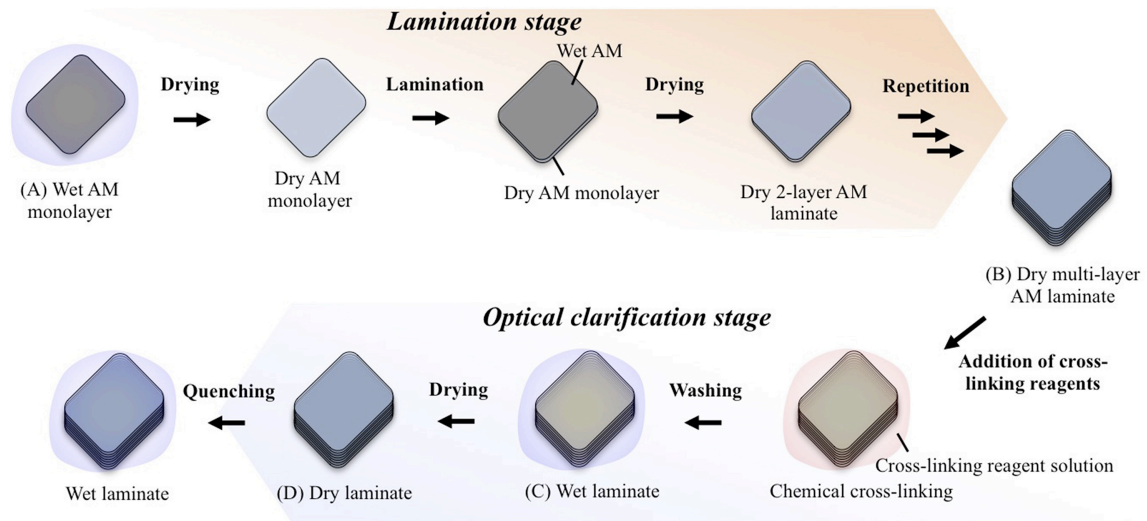 Lamination stage
Wet AM
Drying
Lamination
Drying
Repetition
(A) Wet AM
monolayer
Dry AM
monolayer
Dry AM monolayer
Dry 2-layer AM
laminate
(B) Dry multi-layer
AM laminate
Optical clarification stage
Addition of cross-
linking reagents
Quenching
Drying
Washing
Cross-linking reagent solution
Wet laminate
(D) Dry laminate
(C) Wet laminate
Chemical cross-linking